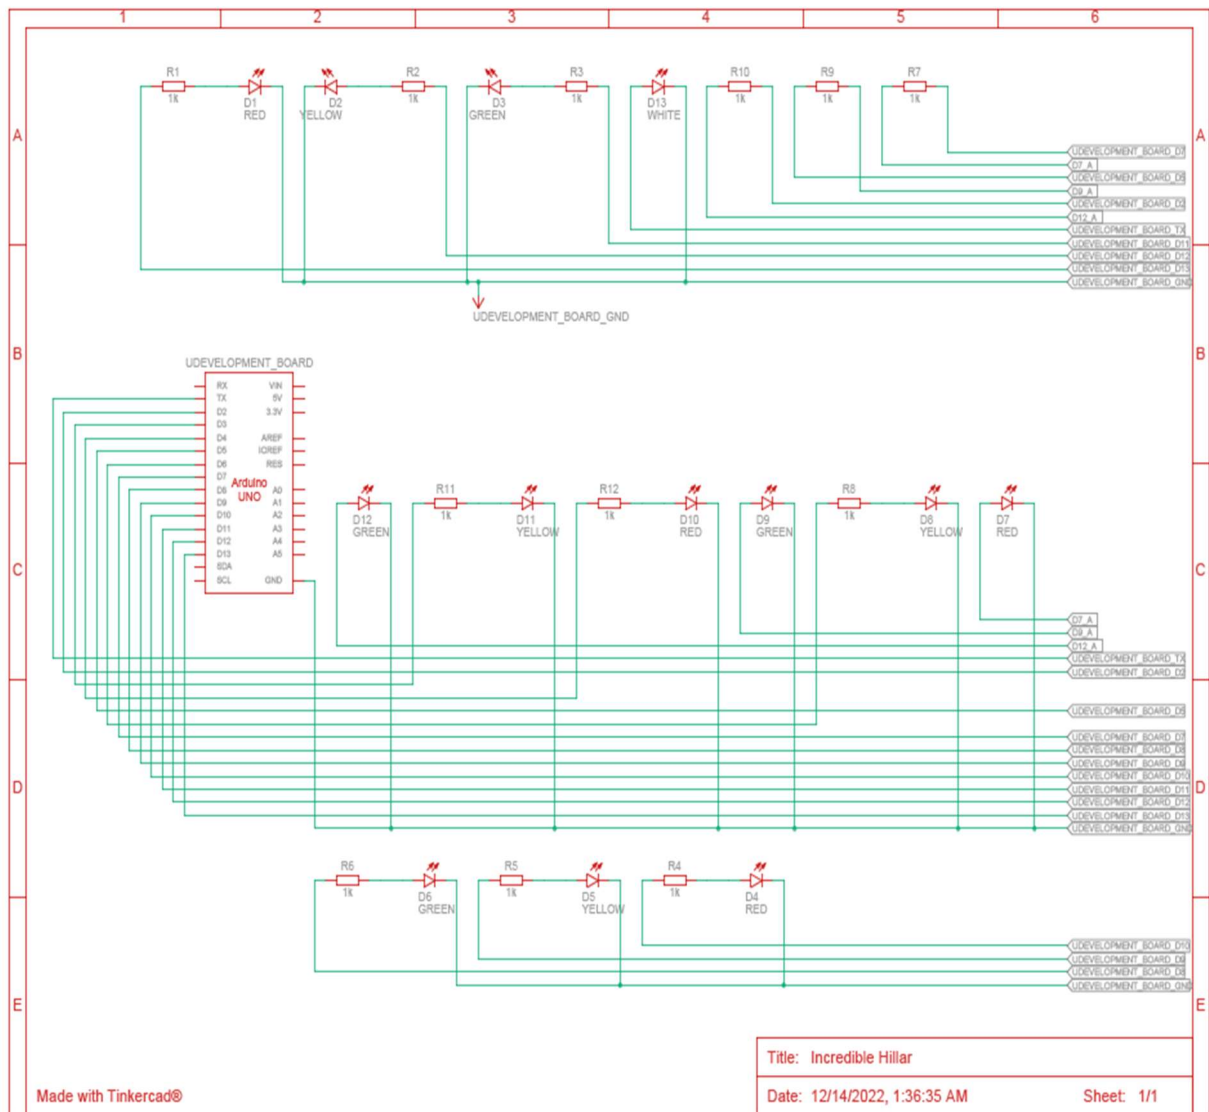 1 2 3 4 5 6
R1 R2 R3 R10 R9 R7
1k 1k 1k 1k 1k 1k
D1 D2 D3 D13
RED YELLOW GREEN WHITE
A A
UDEVELOPMENT_BOARD_D7
D7_A
UDEVELOPMENT_BOARD_D5
D9_A
UDEVELOPMENT_BOARD_D2
D12_A
UDEVELOPMENT_BOARD_TX
UDEVELOPMENT_BOARD_D11
UDEVELOPMENT_BOARD_D12
UDEVELOPMENT_BOARD_D13
UDEVELOPMENT_BOARD_GND
UDEVELOPMENT_BOARD_GND
B B
UDEVELOPMENT_BOARD
RX VIN
TX 5V
D2 3.3V
D3
D4 AREF
D5 IOREF
D6 RES
D7
Arduino
UNO
D8 A0
D9 A1
D10 A2
D11 A3
D12 A4
D13 A5
SDA
SCL GND
R11 R12 R8
1k 1k 1k
D12 D11 D10 D9 D8 D7
GREEN YELLOW RED GREEN YELLOW RED
C C
D7_A
D9_A
D12_A
UDEVELOPMENT_BOARD_TX
UDEVELOPMENT_BOARD_D2
UDEVELOPMENT_BOARD_D5
UDEVELOPMENT_BOARD_D7
UDEVELOPMENT_BOARD_D8
UDEVELOPMENT_BOARD_D9
UDEVELOPMENT_BOARD_D10
D D
UDEVELOPMENT_BOARD_D11
UDEVELOPMENT_BOARD_D12
UDEVELOPMENT_BOARD_D13
UDEVELOPMENT_BOARD_GND
R6 R5 R4
1k 1k 1k
D6 D5 D4
GREEN YELLOW RED
UDEVELOPMENT_BOARD_D10
UDEVELOPMENT_BOARD_D9
UDEVELOPMENT_BOARD_D8
UDEVELOPMENT_BOARD_GND
E E
Title: Incredible Hillar
Made with Tinkercad®
Date: 12/14/2022, 1:36:35 AM Sheet: 1/1